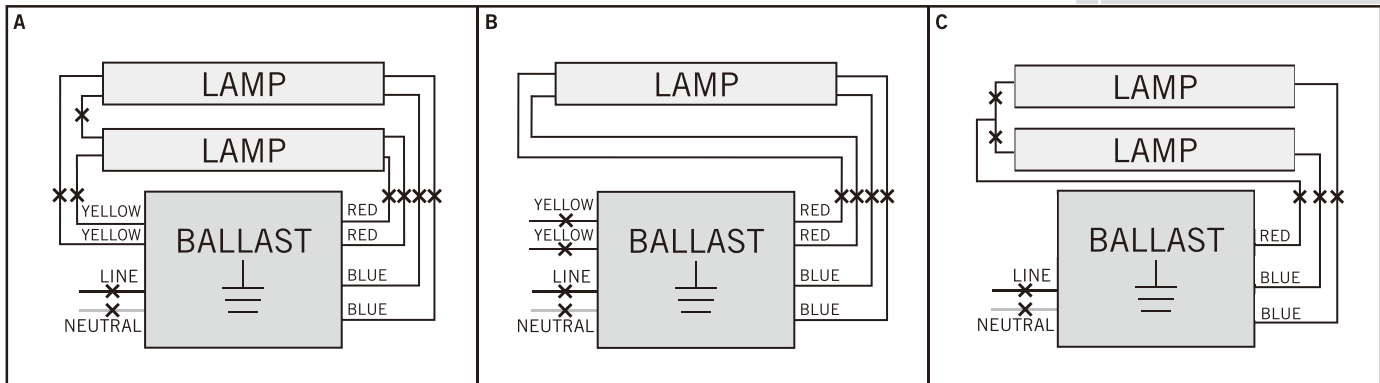 A
LAMP
LAMP
YELLOW
YELLOW
BALLAST
RED
RED
LINE
BLUE
NEUTRAL
BLUE
B
LAMP
YELLOW
YELLOW
BALLAST
RED
RED
LINE
BLUE
NEUTRAL
BLUE
C
LAMP
LAMP
BALLAST
RED
LINE
BLUE
NEUTRAL
BLUE